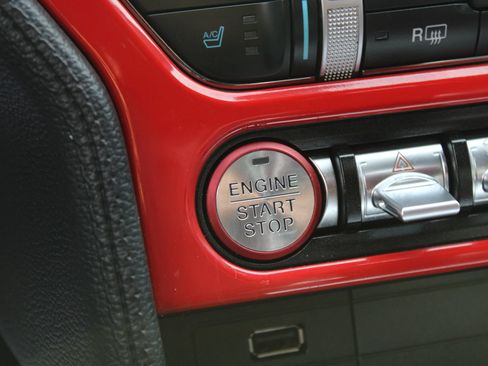 A/C
R
ENGINE
START
STOP